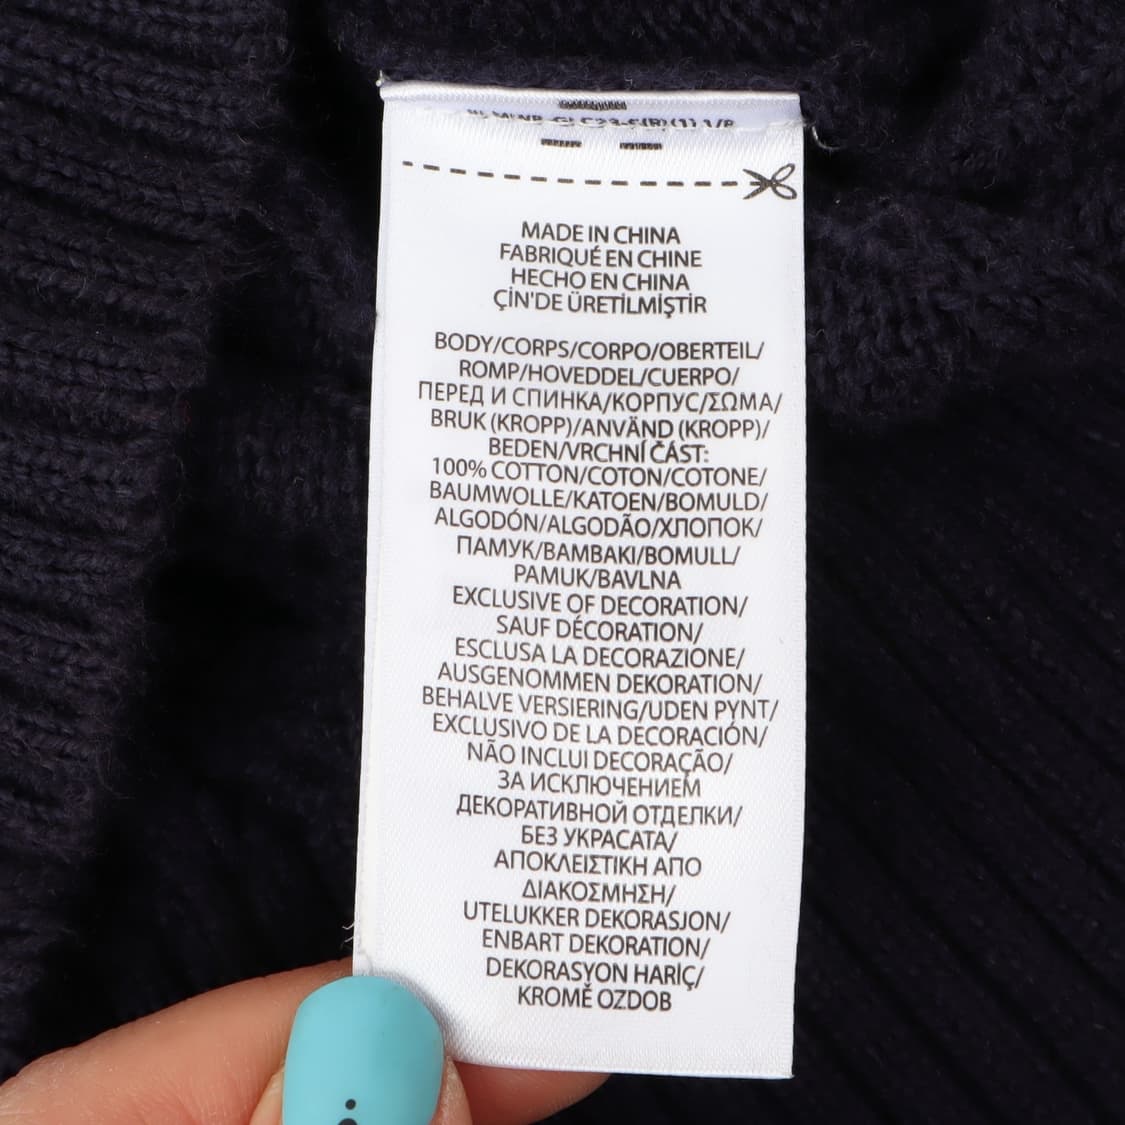 MADE IN CHINA
FABRIQUÉ EN CHINE
HECHO EN CHINA
ÇİN'DE ÜRETİLMİŞTİR
BODY/CORPS/CORPO/OBERTEIL/
ROMP/HOVEDDEL/CUERPO/
ПЕРЕД И СПИНКА/КОРПУС/ΣΩΜΑ/
BRUK (KROPP)/ANVÄND (KROPP)/
BEDEN/VRCHNÍ ČÁST:
100% COTTON/COTON/COTONE/
BAUMWOLLE/KATOEN/BOMULD/
ALGODÓN/ALGODÃO/ХЛОПОК/
ПАМУК/ΒΑΜΒΑΚΙ/BOMULL/
PAMUK/BAVLNA
EXCLUSIVE OF DECORATION/
SAUF DÉCORATION/
ESCLUSA LA DECORAZIONE/
AUSGENOMMEN DEKORATION/
BEHALVE VERSIERING/UDEN PYNT/
EXCLUSIVO DE LA DECORACIÓN/
NÃO INCLUI DECORAÇÃO/
ЗА ИСКЛЮЧЕНИЕМ
ДЕКОРАТИВНОЙ ОТДЕЛКИ/
БЕЗ УКРАСАТА/
ΑΠΟΚΛΕΙΣΤΙΚΗ ΑΠΟ
ΔΙΑΚΟΣΜΗΣΗ/
UTELUKKER DEKORASJON/
ENBART DEKORATION/
DEKORASYON HARİÇ/
KROMĚ OZDOB